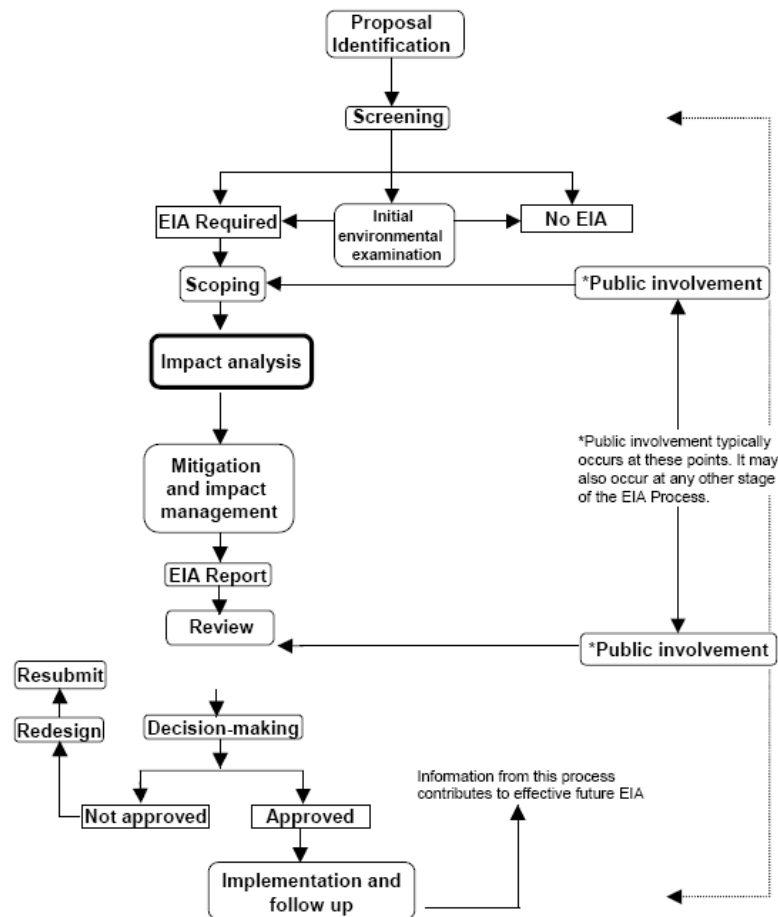 Proposal
Identification
Screening
EIA Required
Initial
environmental
examination
No EIA
Scoping
*Public involvement
Impact analysis
*Public involvement typically
occurs at these points. It may
also occur at any other stage
of the EIA Process.
Mitigation
and impact
management
EIA Report
Review
*Public involvement
Resubmit
Redesign
Decision-making
Information from this process
contributes to effective future EIA
Not approved
Approved
Implementation and
follow up